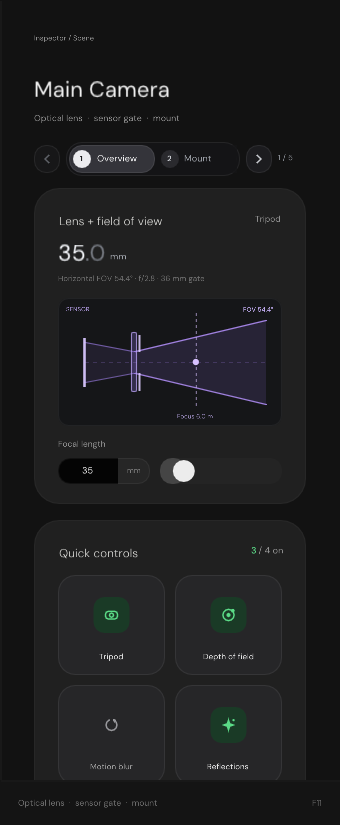 Inspector / Scene
Main Camera
Optical lens · sensor gate · mount
1 Overview 2 Mount 1 / 5
Lens + field of view Tripod
35.0 mm
Horizontal FOV 54.4° · f/2.8 · 36 mm gate
SENSOR FOV 54.4°
Focus 6.0 m
Focal length
35 mm
Quick controls 3 / 4 on
Tripod Depth of field
Motion blur Reflections
Optical lens · sensor gate · mount F11